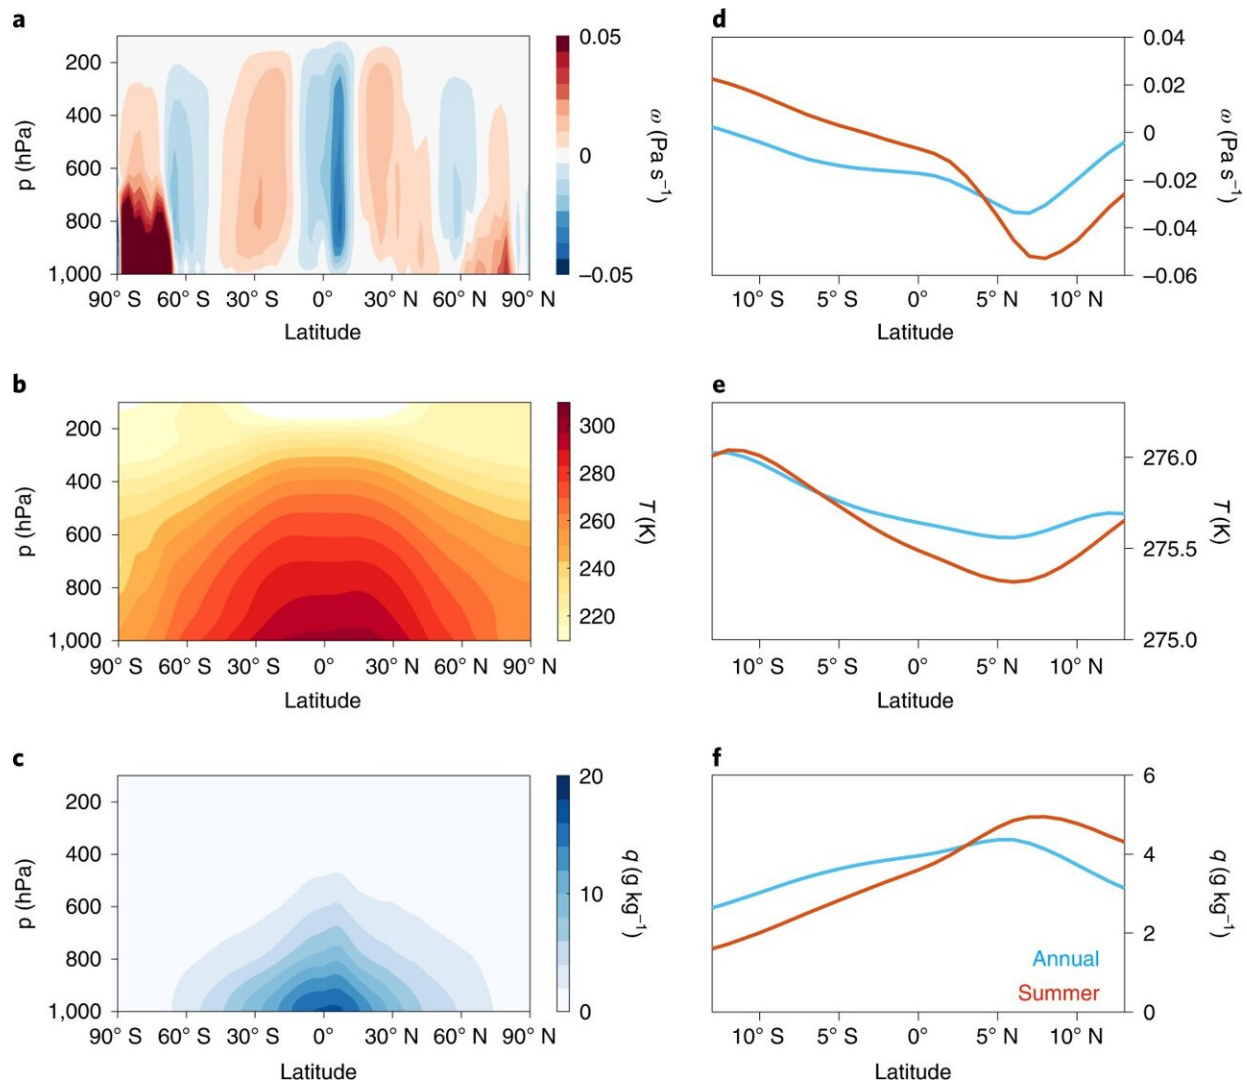 a
200
400
600
800
1,000
p (hPa)
90° S 60° S 30° S 0° 30° N 60° N 90° N
Latitude
0.05
0
–0.05
ω (Pa s⁻¹)
d
0.04
0.02
0
–0.02
–0.04
–0.06
ω (Pa s⁻¹)
10° S 5° S 0° 5° N 10° N
Latitude
b
200
400
600
800
1,000
p (hPa)
90° S 60° S 30° S 0° 30° N 60° N 90° N
Latitude
300
280
260
240
220
T (K)
e
276.0
275.5
275.0
T (K)
10° S 5° S 0° 5° N 10° N
Latitude
c
200
400
600
800
1,000
p (hPa)
90° S 60° S 30° S 0° 30° N 60° N 90° N
Latitude
20
10
0
q (g kg⁻¹)
f
6
4
2
0
q (g kg⁻¹)
Annual
Summer
10° S 5° S 0° 5° N 10° N
Latitude